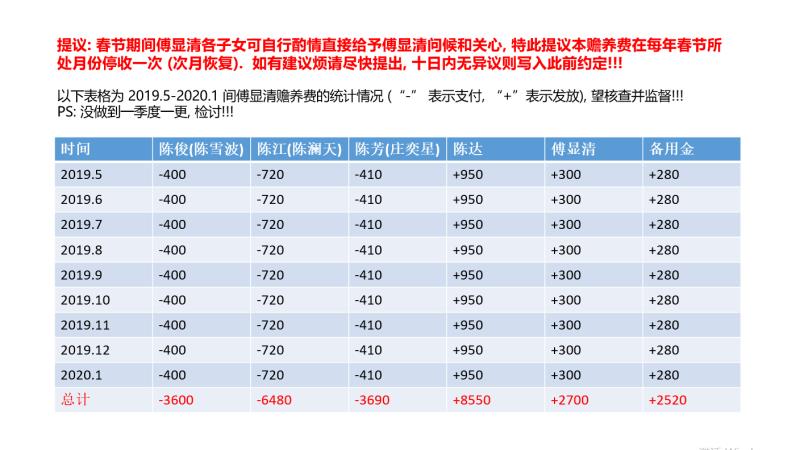 提议: 春节期间傅显清各子女可自行酌情直接给予傅显清问候和关心, 特此提议本赡养费在每年春节所
处月份停收一次 (次月恢复). 如有建议烦请尽快提出, 十日内无异议则写入此前约定!!!
以下表格为 2019.5-2020.1 间傅显清赡养费的统计情况 (“-” 表示支付, “+”表示发放), 望核查并监督!!!
PS: 没做到一季度一更, 检讨!!!
时间 陈俊(陈雪波) 陈江(陈澜天) 陈芳(庄奕星) 陈达 傅显清 备用金
2019.5 -400 -720 -410 +950 +300 +280
2019.6 -400 -720 -410 +950 +300 +280
2019.7 -400 -720 -410 +950 +300 +280
2019.8 -400 -720 -410 +950 +300 +280
2019.9 -400 -720 -410 +950 +300 +280
2019.10 -400 -720 -410 +950 +300 +280
2019.11 -400 -720 -410 +950 +300 +280
2019.12 -400 -720 -410 +950 +300 +280
2020.1 -400 -720 -410 +950 +300 +280
总计 -3600 -6480 -3690 +8550 +2700 +2520